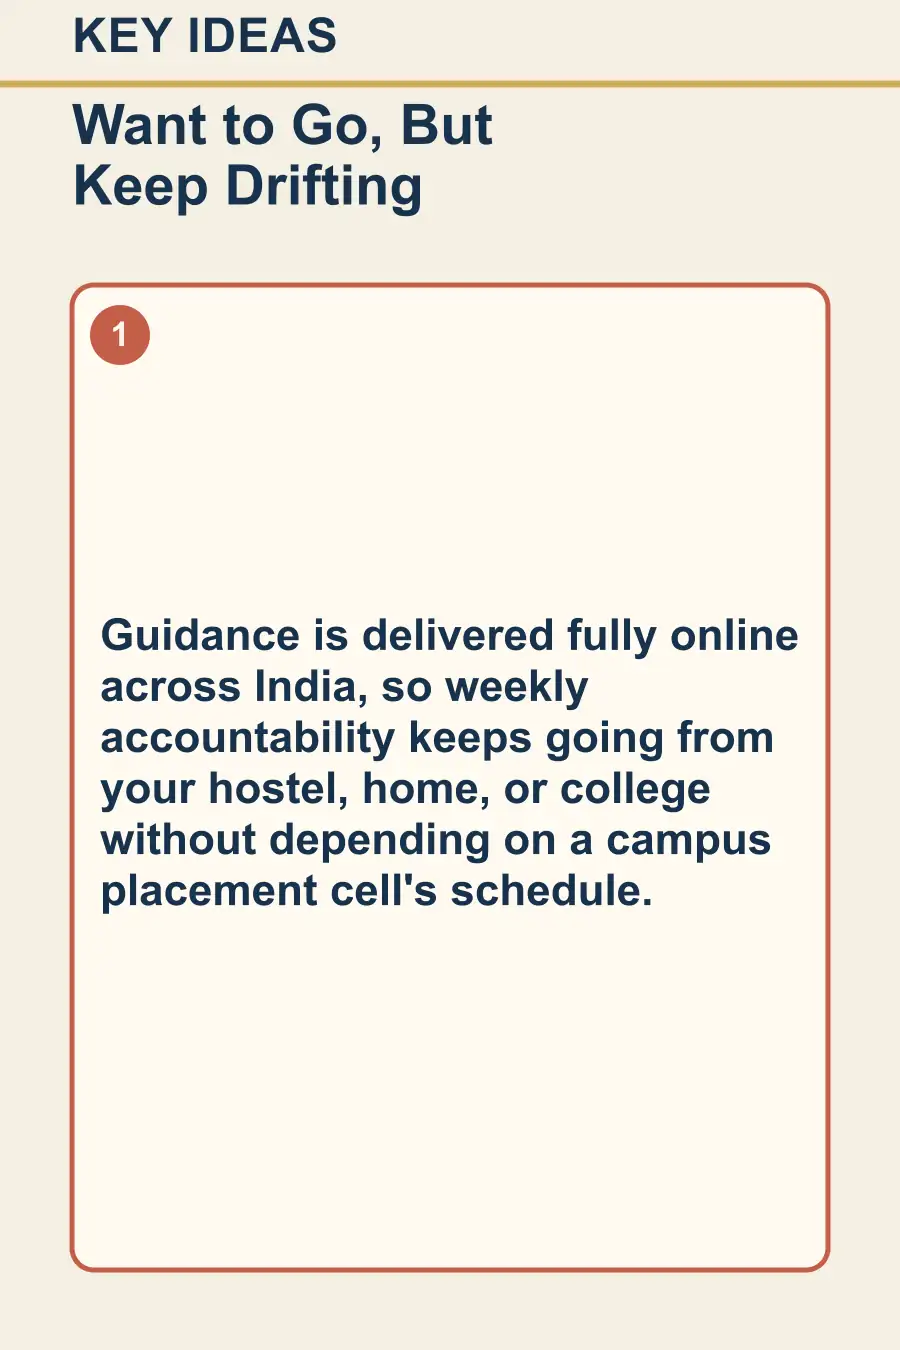 KEY IDEAS
Want to Go, But
Keep Drifting
1
Guidance is delivered fully online
across India, so weekly
accountability keeps going from
your hostel, home, or college
without depending on a campus
placement cell's schedule.